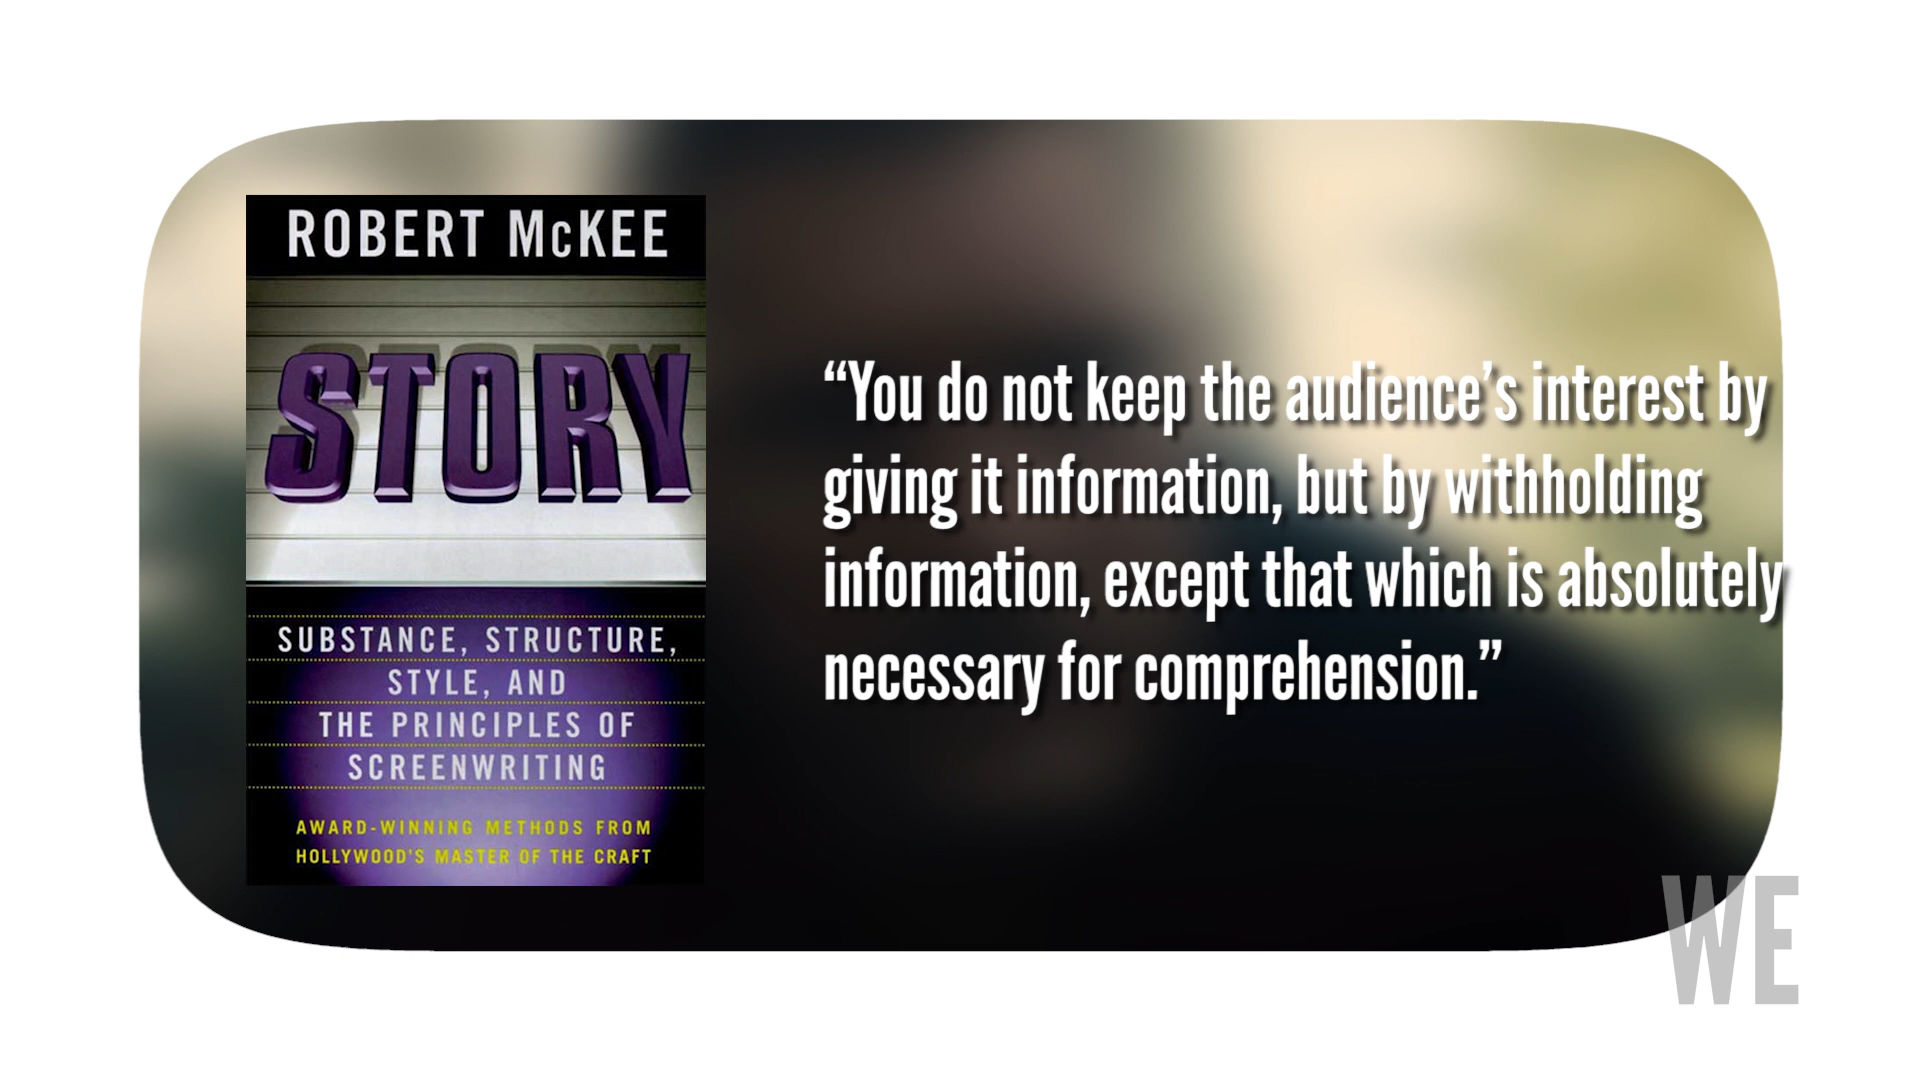 ROBERT McKEE
STORY
SUBSTANCE, STRUCTURE,
STYLE, AND
THE PRINCIPLES OF
SCREENWRITING
AWARD-WINNING METHODS FROM
HOLLYWOOD'S MASTER OF THE CRAFT
“You do not keep the audience’s interest by
giving it information, but by withholding
information, except that which is absolutely
necessary for comprehension.”
WE